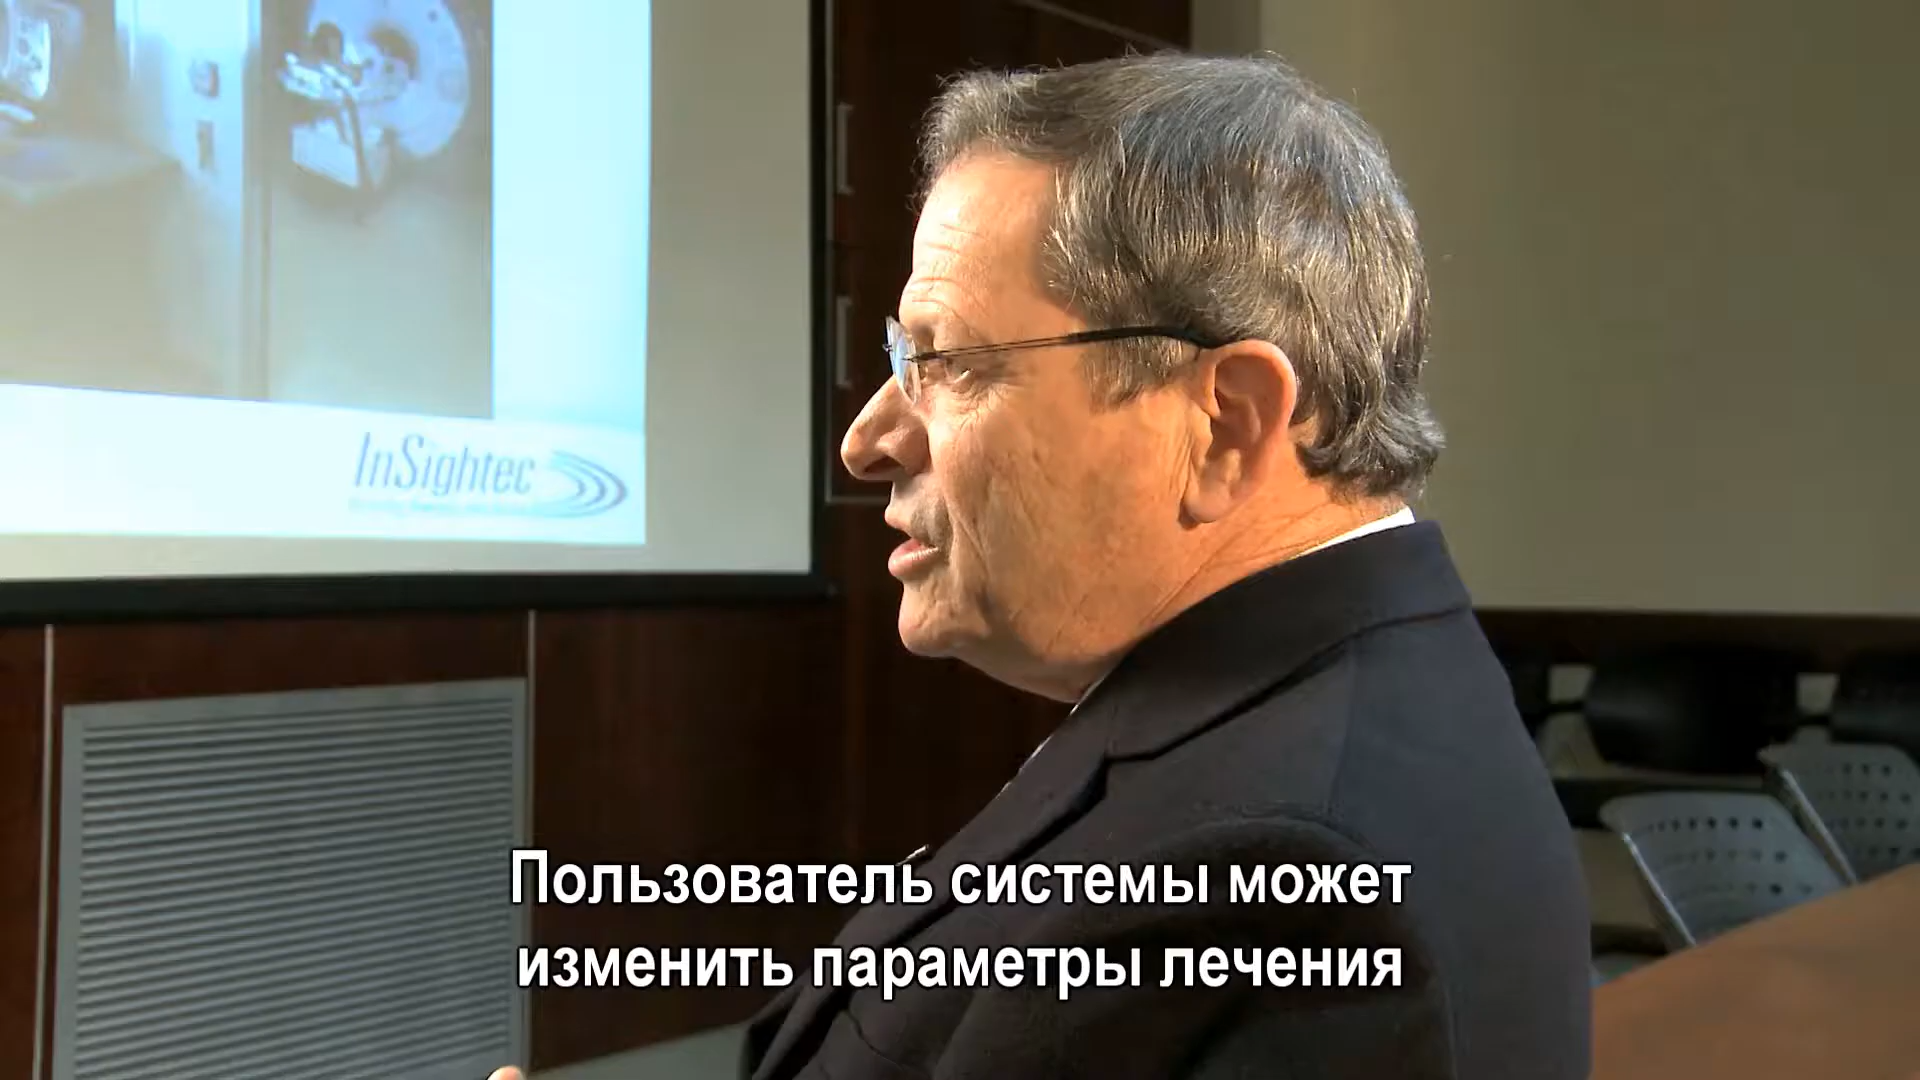 InSightec
Пользователь системы может
изменить параметры лечения